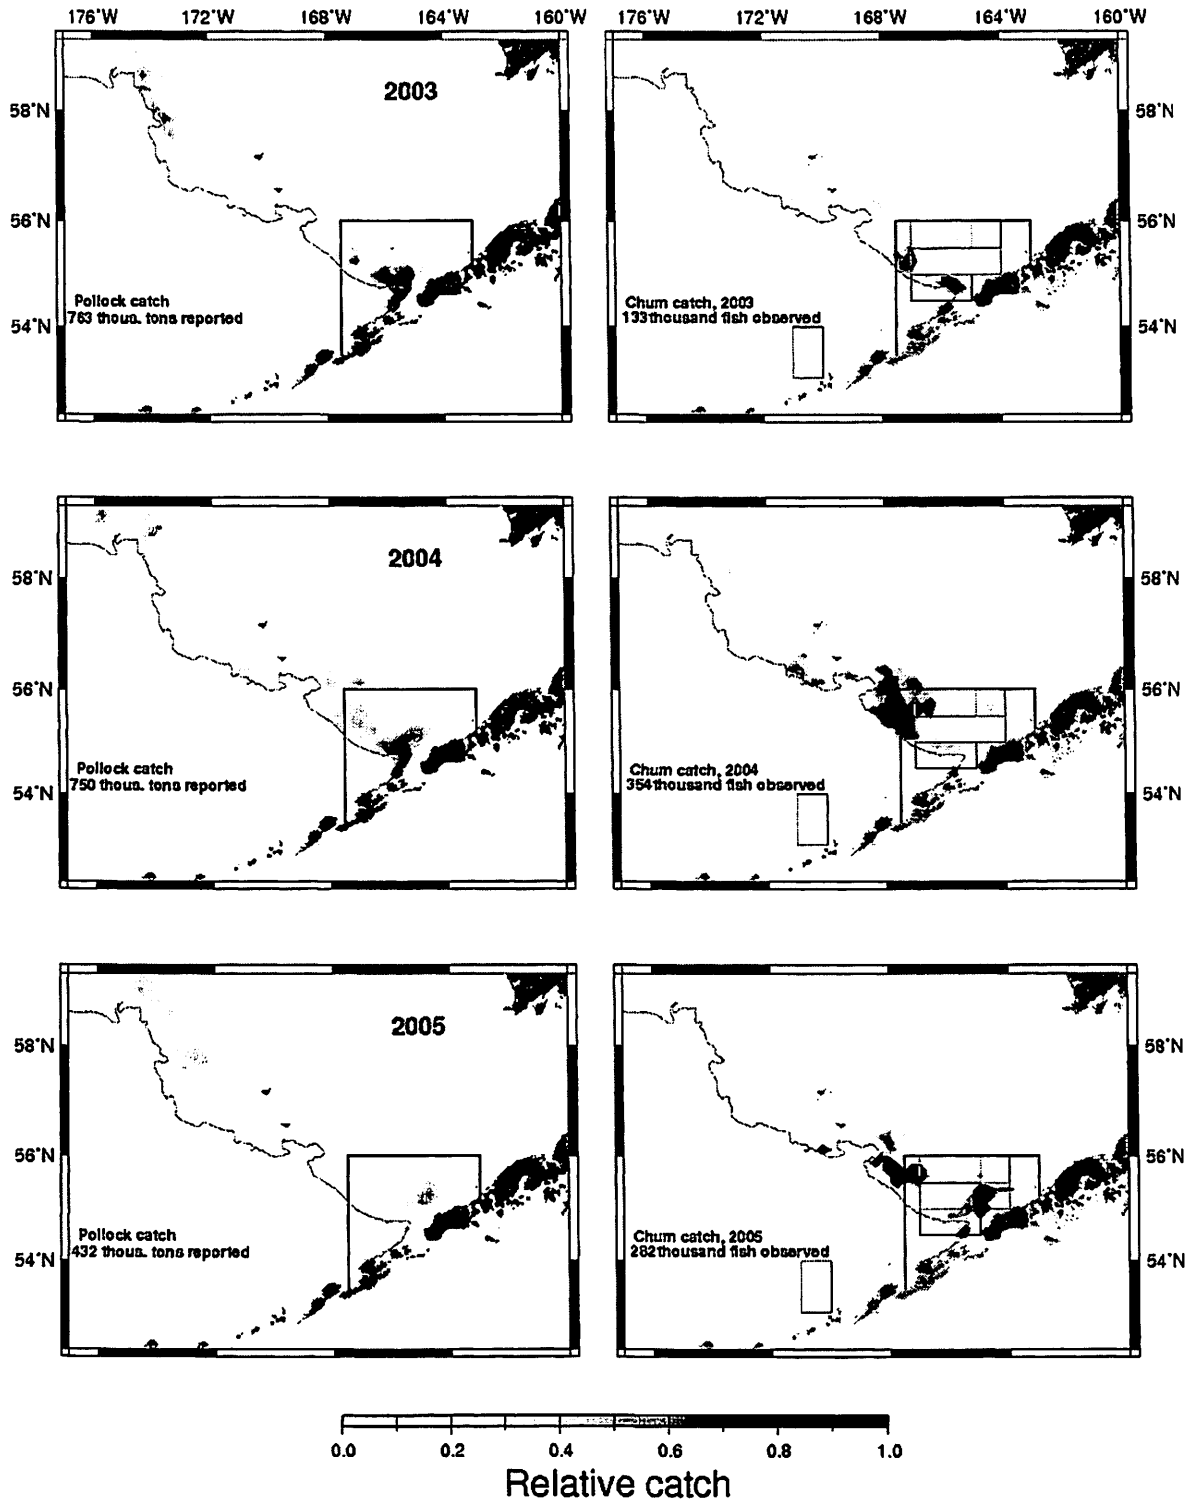 176°W 172°W 168°W 164°W 160°W 176°W 172°W 168°W 164°W 160°W
2003
58°N 58°N
56°N 56°N
Pollock catch
763 thous. tons reported
Chum catch, 2003
133thousand fish observed
54°N 54°N
2004
58°N 58°N
56°N 56°N
Pollock catch
750 thous. tons reported
Chum catch, 2004
354thousand fish observed
54°N 54°N
2005
58°N 58°N
56°N 56°N
Pollock catch
432 thous. tons reported
Chum catch, 2005
282thousand fish observed
54°N 54°N
0.0 0.2 0.4 0.6 0.8 1.0
Relative catch